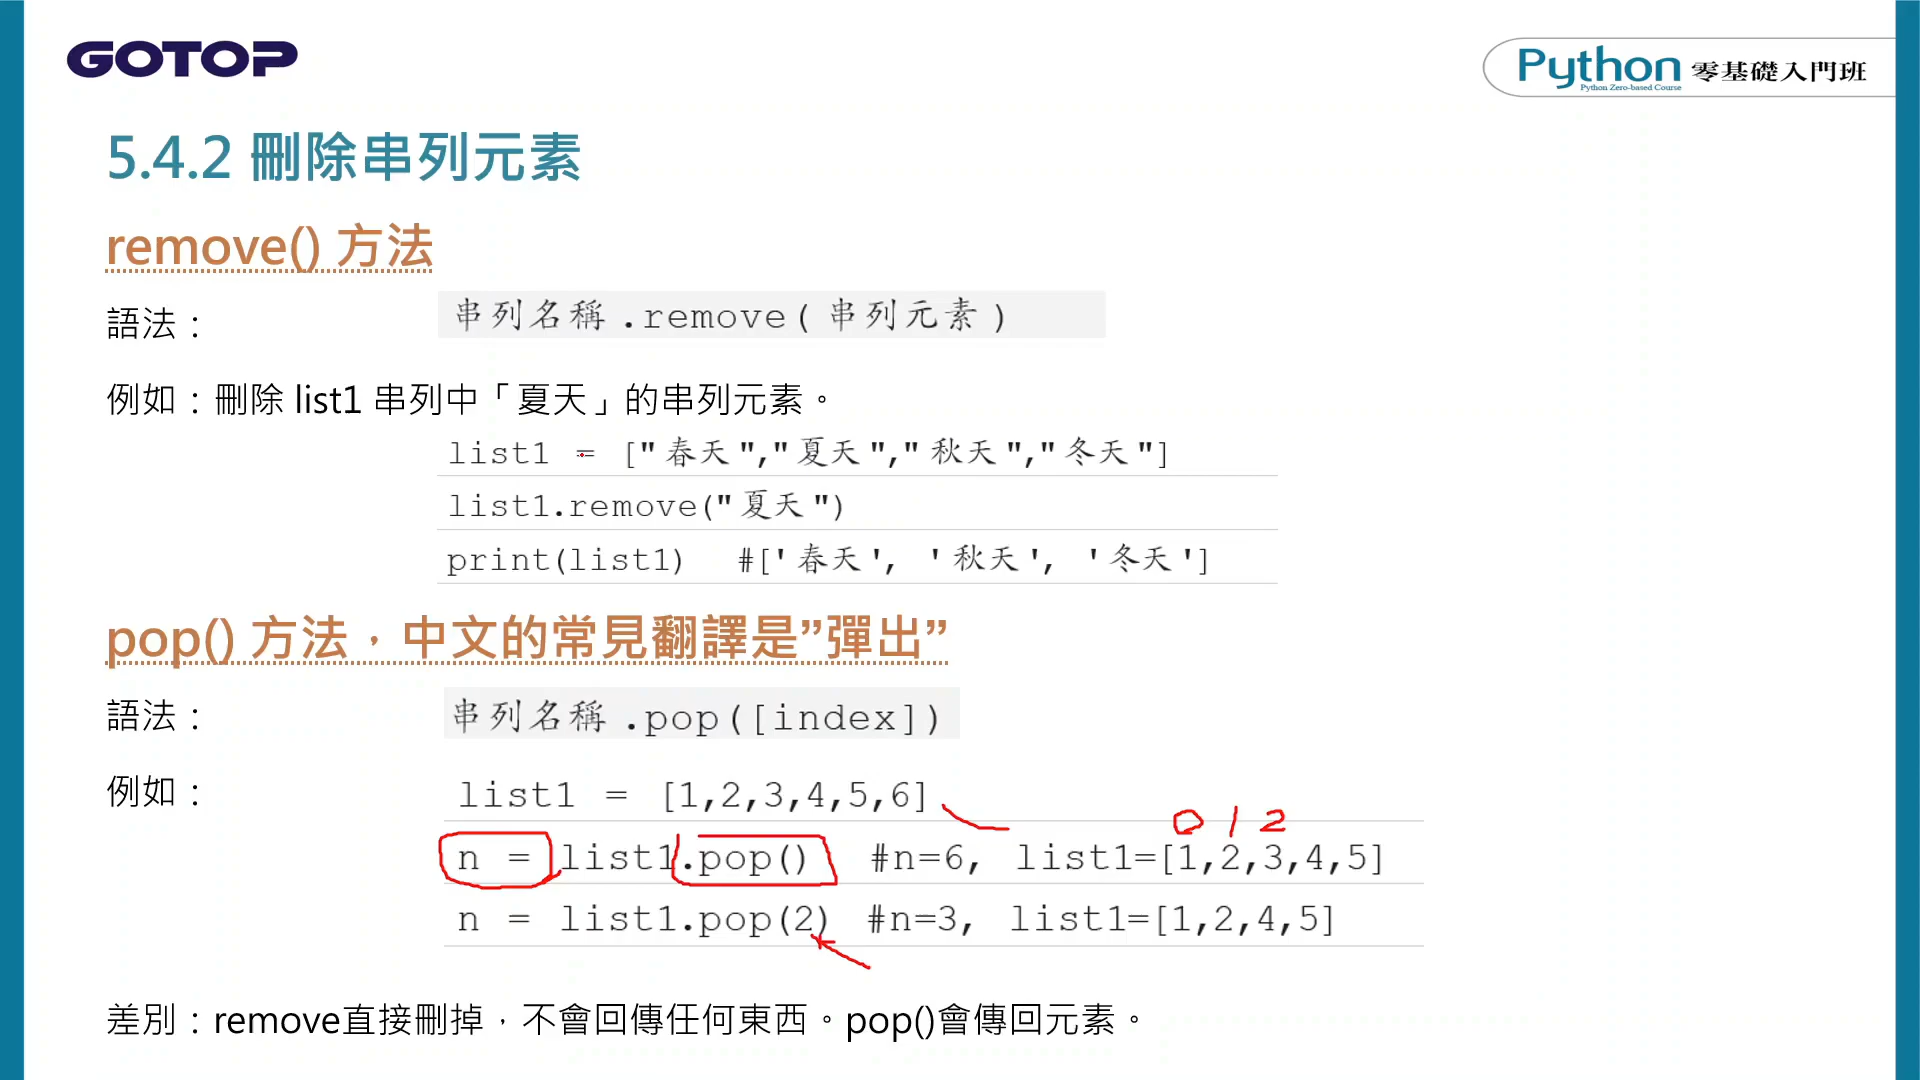 GOTOP
Python 零基礎入門班
Python Zero-based Course
5.4.2 刪除串列元素
remove() 方法
語法：
串列名稱.remove(串列元素)
例如：刪除 list1 串列中「夏天」的串列元素。
list1 = ["春天","夏天","秋天","冬天"]
list1.remove("夏天")
print(list1) #['春天', '秋天', '冬天']
pop() 方法，中文的常見翻譯是”彈出”
語法：
串列名稱.pop([index])
例如：
list1 = [1,2,3,4,5,6]
0 1 2
n = list1.pop() #n=6, list1=[1,2,3,4,5]
n = list1.pop(2) #n=3, list1=[1,2,4,5]
差別：remove直接刪掉，不會回傳任何東西。pop()會傳回元素。